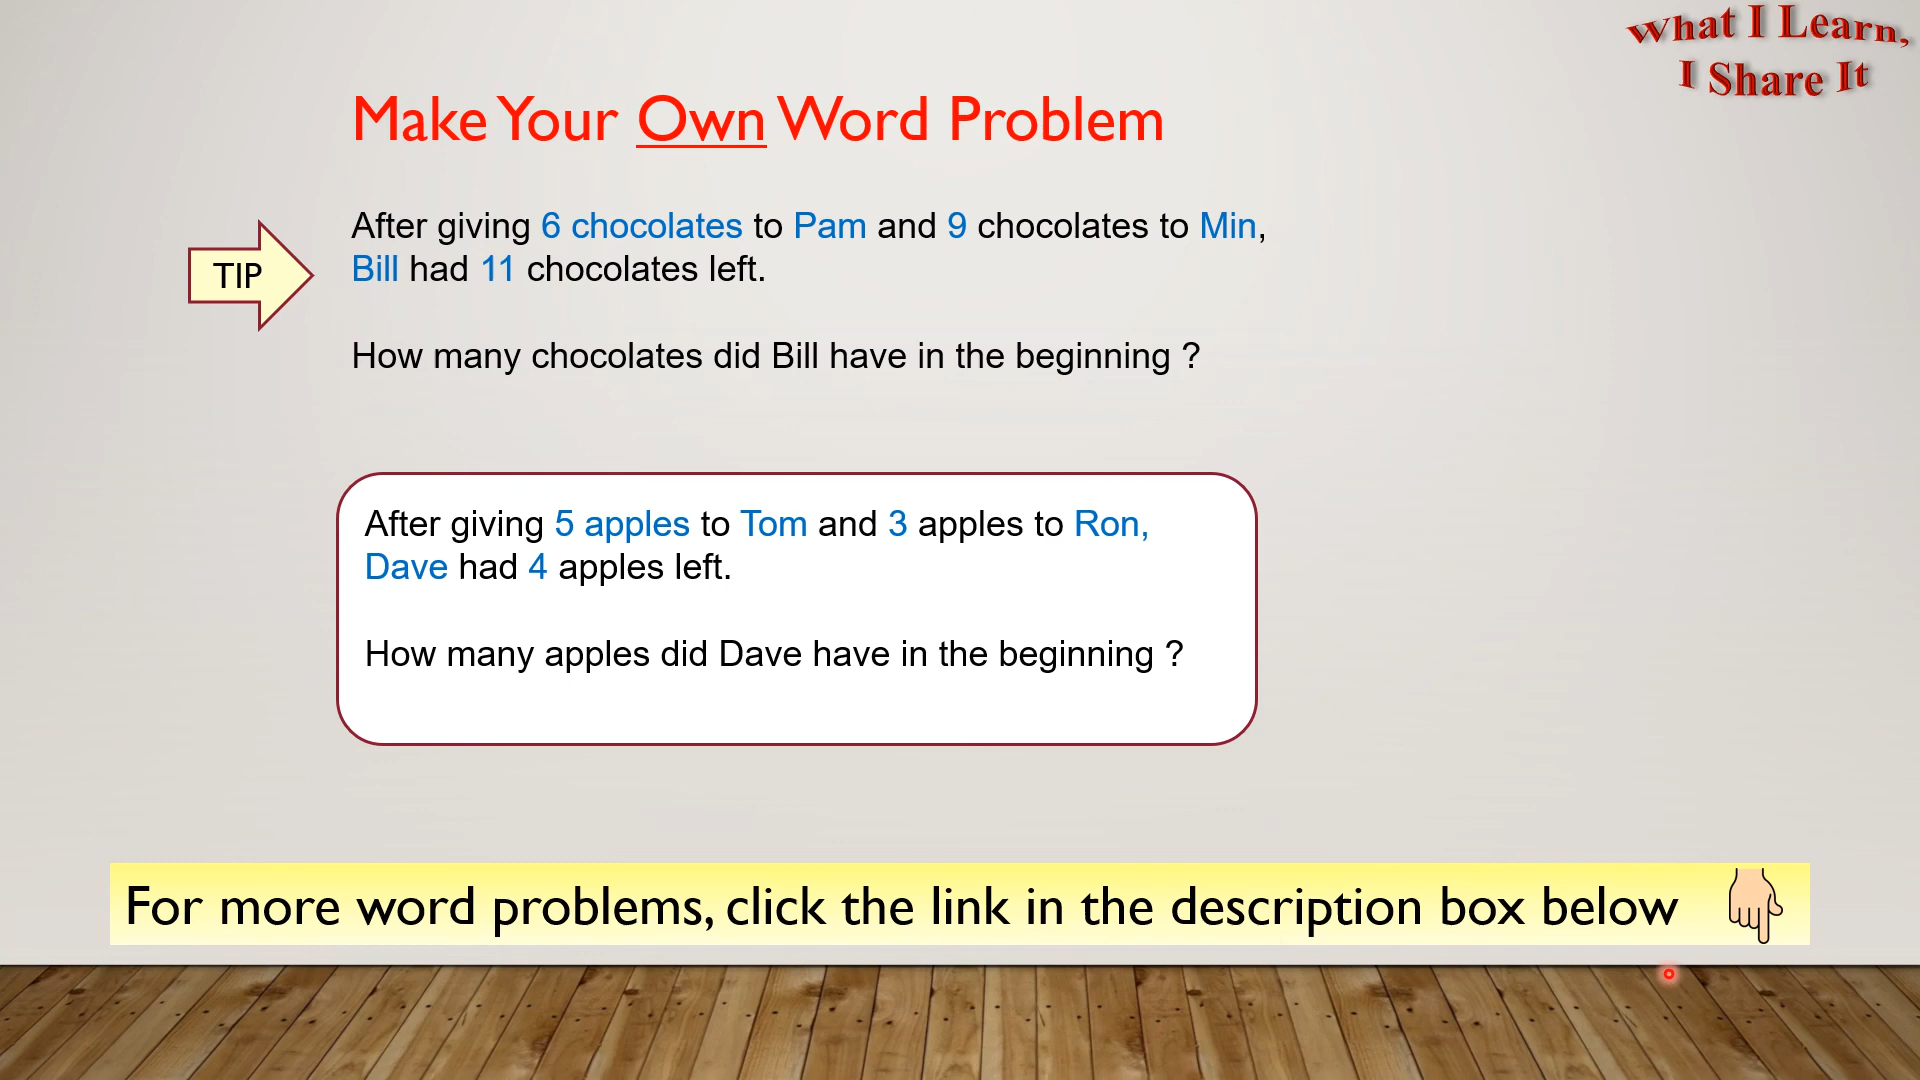 What I Learn,
I Share It
Make Your Own Word Problem
TIP
After giving 6 chocolates to Pam and 9 chocolates to Min,
Bill had 11 chocolates left.
How many chocolates did Bill have in the beginning ?
After giving 5 apples to Tom and 3 apples to Ron,
Dave had 4 apples left.
How many apples did Dave have in the beginning ?
For more word problems, click the link in the description box below